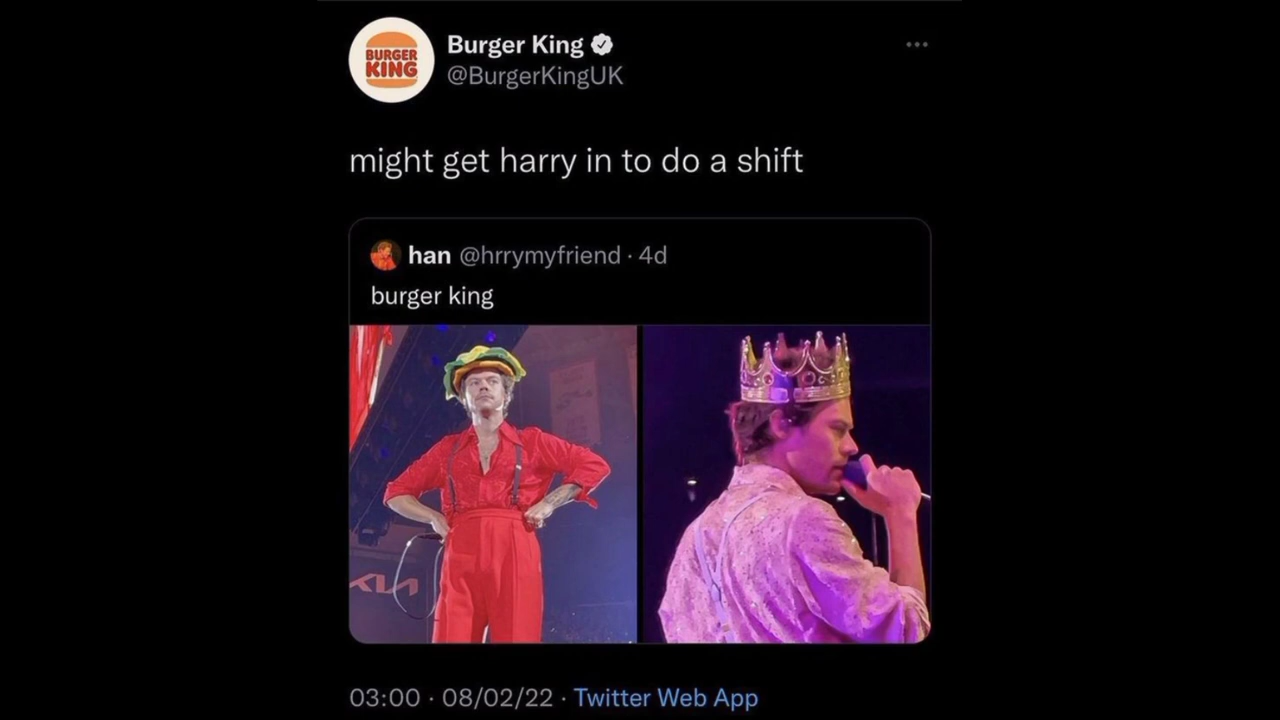 BURGER
KING
Burger King
@BurgerKingUK
might get harry in to do a shift
han @hrrymyfriend · 4d
burger king
KIA
03:00 · 08/02/22 · Twitter Web App